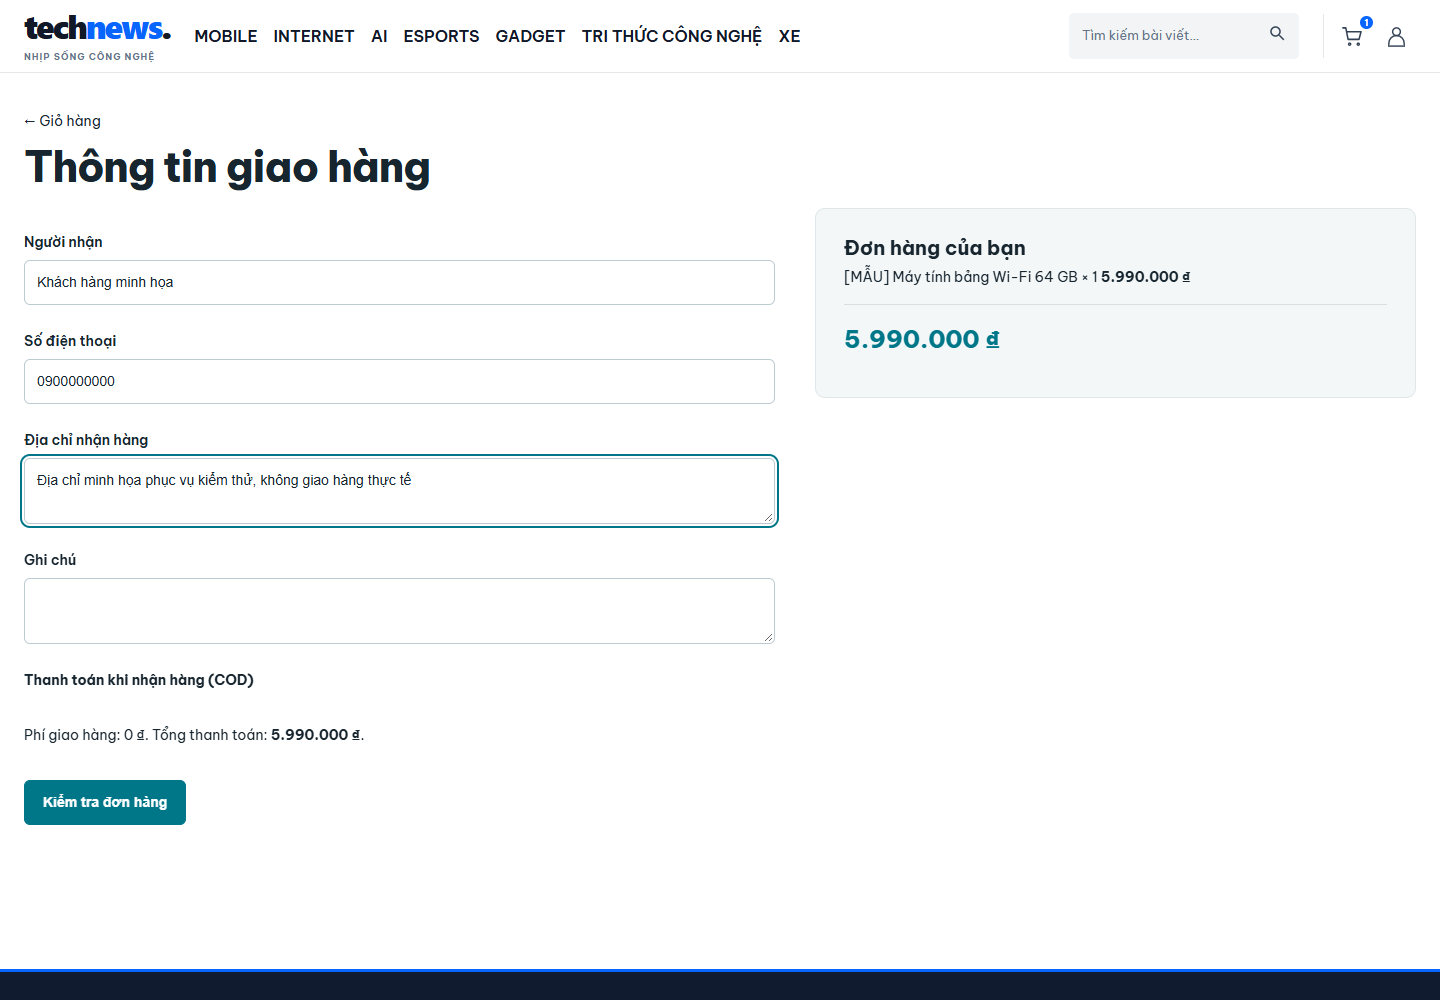 technews.
NHỊP SỐNG CÔNG NGHỆ
MOBILE INTERNET AI ESPORTS GADGET TRI THỨC CÔNG NGHỆ XE
Tìm kiếm bài viết...
1
← Giỏ hàng
Thông tin giao hàng
Người nhận
Khách hàng minh họa
Số điện thoại
0900000000
Địa chỉ nhận hàng
Địa chỉ minh họa phục vụ kiểm thử, không giao hàng thực tế
Ghi chú
Thanh toán khi nhận hàng (COD)
Phí giao hàng: 0 ₫. Tổng thanh toán: 5.990.000 ₫.
Kiểm tra đơn hàng
Đơn hàng của bạn
[MẪU] Máy tính bảng Wi-Fi 64 GB × 1 5.990.000 ₫
5.990.000 ₫